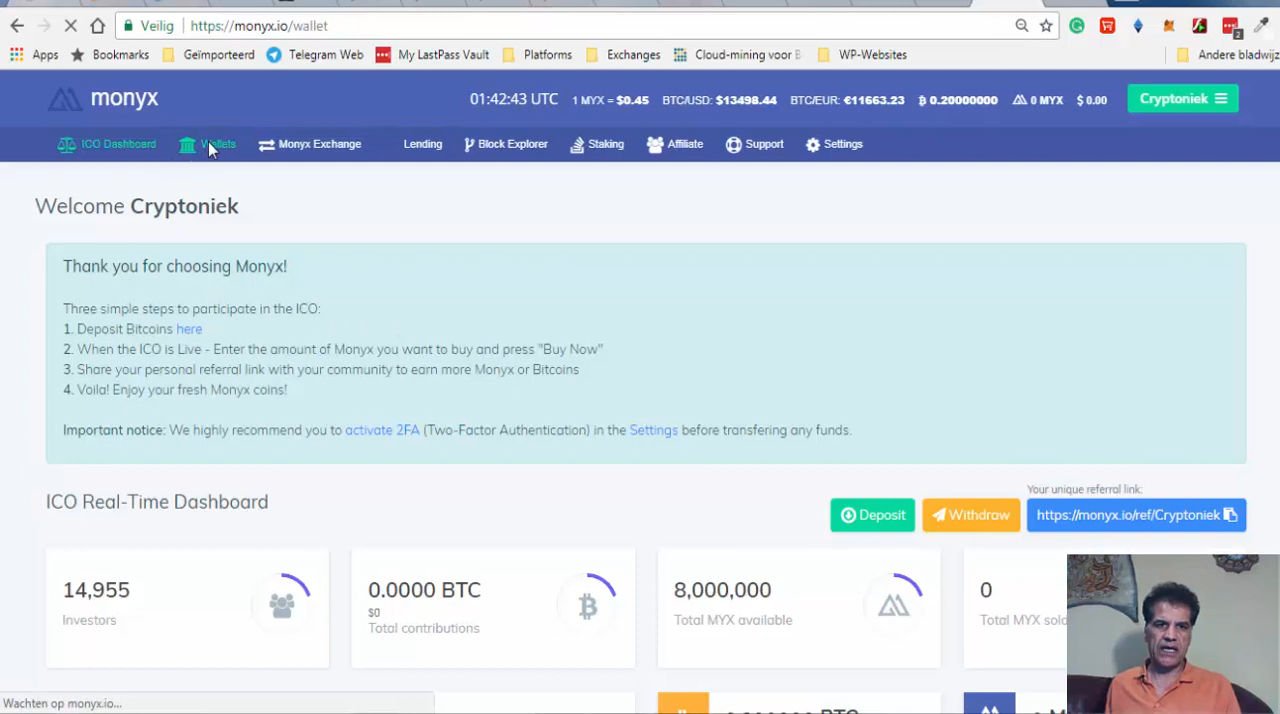 Veilig https://monyx.io/wallet
Apps Bookmarks Geïmporteerd Telegram Web My LastPass Vault Platforms Exchanges Cloud-mining voor B WP-Websites Andere bladwijz
monyx 01:42:43 UTC 1 MYX = $0.45 BTC/USD: $13498.44 BTC/EUR: €11663.23 0.20000000 0 MYX $ 0.00 Cryptoniek
ICO Dashboard Wallets Monyx Exchange Lending Block Explorer Staking Affiliate Support Settings
Welcome Cryptoniek
Thank you for choosing Monyx!
Three simple steps to participate in the ICO:
1. Deposit Bitcoins here
2. When the ICO is Live - Enter the amount of Monyx you want to buy and press "Buy Now"
3. Share your personal referral link with your community to earn more Monyx or Bitcoins
4. Voila! Enjoy your fresh Monyx coins!
Important notice: We highly recommend you to activate 2FA (Two-Factor Authentication) in the Settings before transfering any funds.
Your unique referral link:
ICO Real-Time Dashboard Deposit Withdraw https://monyx.io/ref/Cryptoniek
14,955 0.0000 BTC 8,000,000 0
$0
Investors Total contributions Total MYX available Total MYX sol
Wachten op monyx.io...